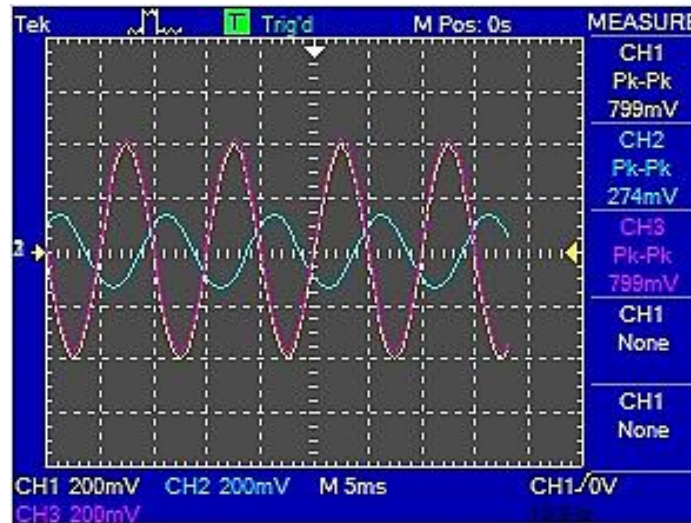 Tek T Trig'd M Pos: 0s MEASURE
CH1
Pk-Pk
799mV
CH2
Pk-Pk
274mV
CH3
Pk-Pk
799mV
CH1
None
CH1
None
2
CH1 200mV CH2 200mV M 5ms CH1 / 0V
CH3 200mV